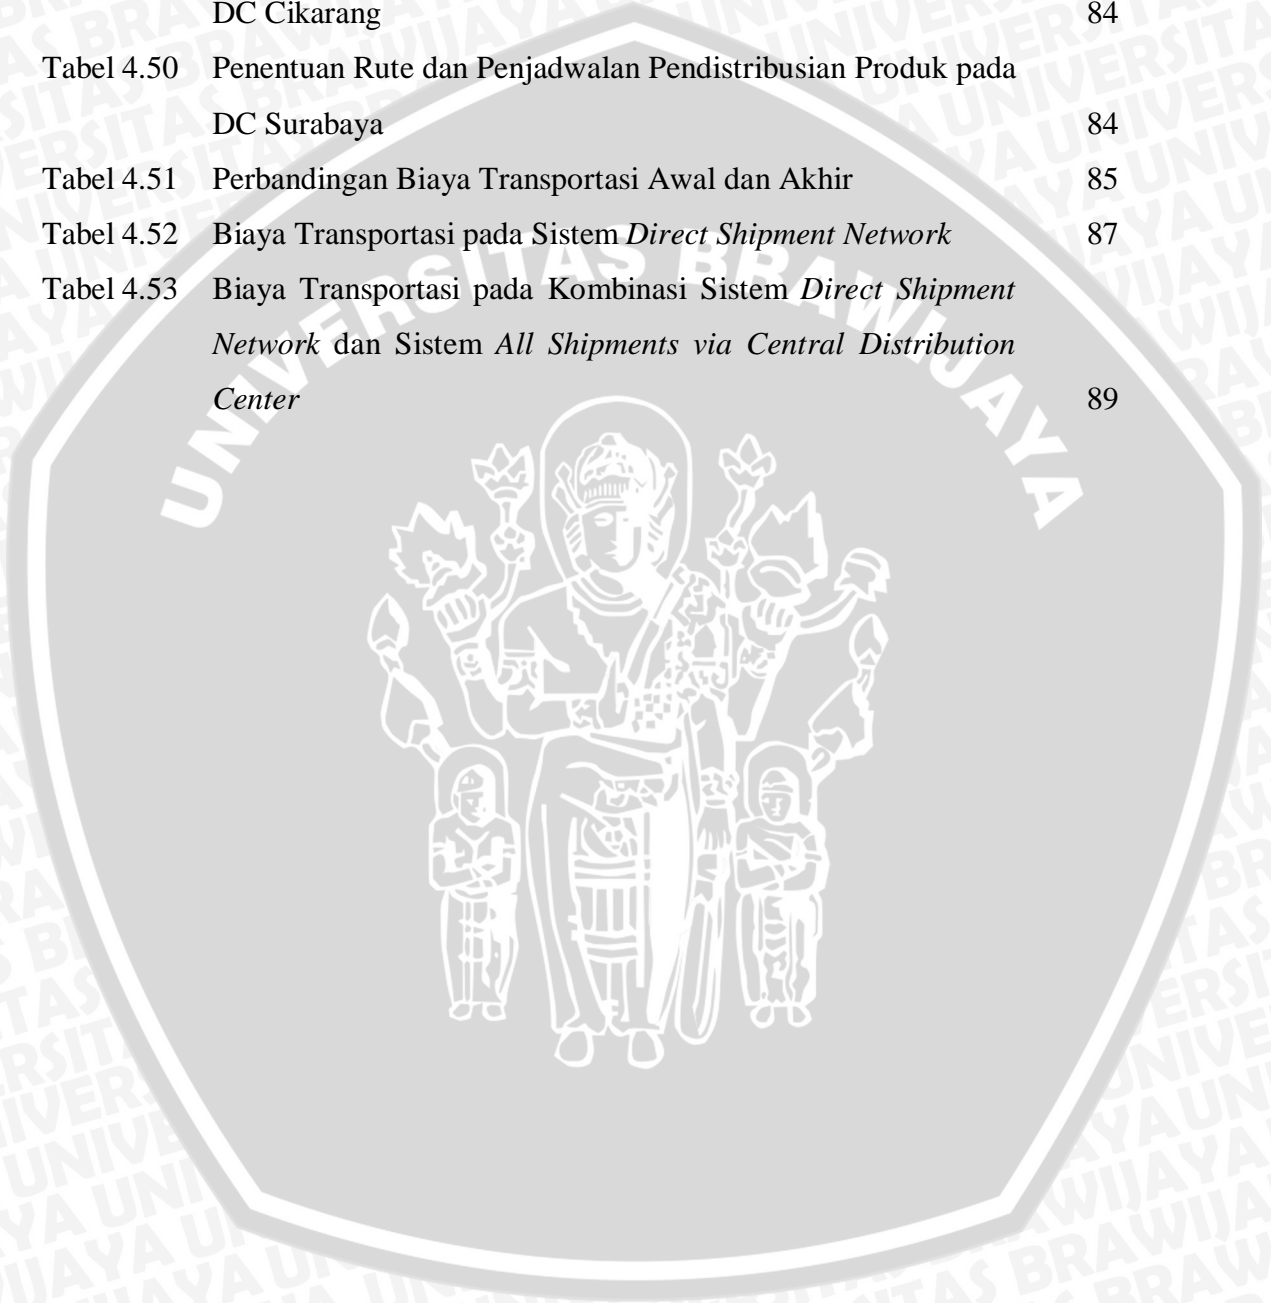 DC Cikarang 84
Tabel 4.50 Penentuan Rute dan Penjadwalan Pendistribusian Produk pada
DC Surabaya 84
Tabel 4.51 Perbandingan Biaya Transportasi Awal dan Akhir 85
Tabel 4.52 Biaya Transportasi pada Sistem Direct Shipment Network 87
Tabel 4.53 Biaya Transportasi pada Kombinasi Sistem Direct Shipment
Network dan Sistem All Shipments via Central Distribution
Center 89
UNIVERSITAS BRAWIJAYA